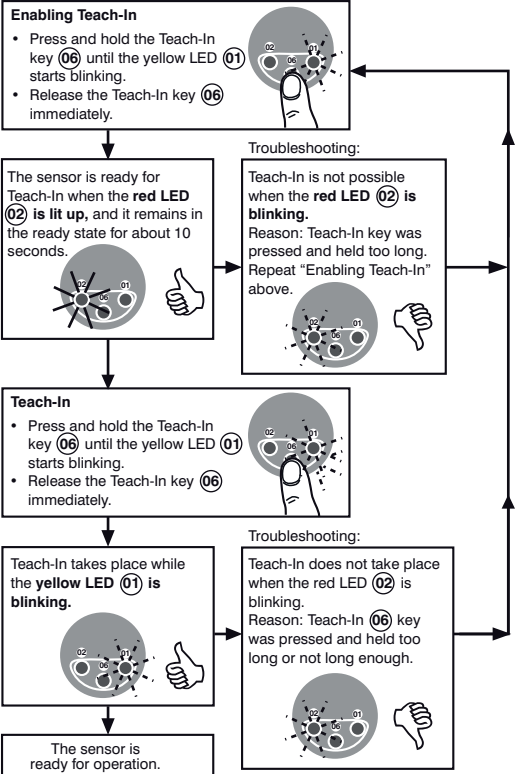 Enabling Teach-In
• Press and hold the Teach-In
key 06 until the yellow LED 01
starts blinking.
• Release the Teach-In key 06
immediately.
02 01
06
The sensor is ready for
Teach-In when the red LED
02 is lit up, and it remains in
the ready state for about 10
seconds.
02 01
06
Troubleshooting:
Teach-In is not possible
when the red LED 02 is
blinking.
Reason: Teach-In key was
pressed and held too long.
Repeat “Enabling Teach-In”
above.
02 01
06
Teach-In
• Press and hold the Teach-In
key 06 until the yellow LED 01
starts blinking.
• Release the Teach-In key 06
immediately.
02 01
06
Teach-In takes place while
the yellow LED 01 is
blinking.
02 01
06
Troubleshooting:
Teach-In does not take place
when the red LED 02 is
blinking.
Reason: Teach-In 06 key
was pressed and held too
long or not long enough.
02 01
06
The sensor is
ready for operation.